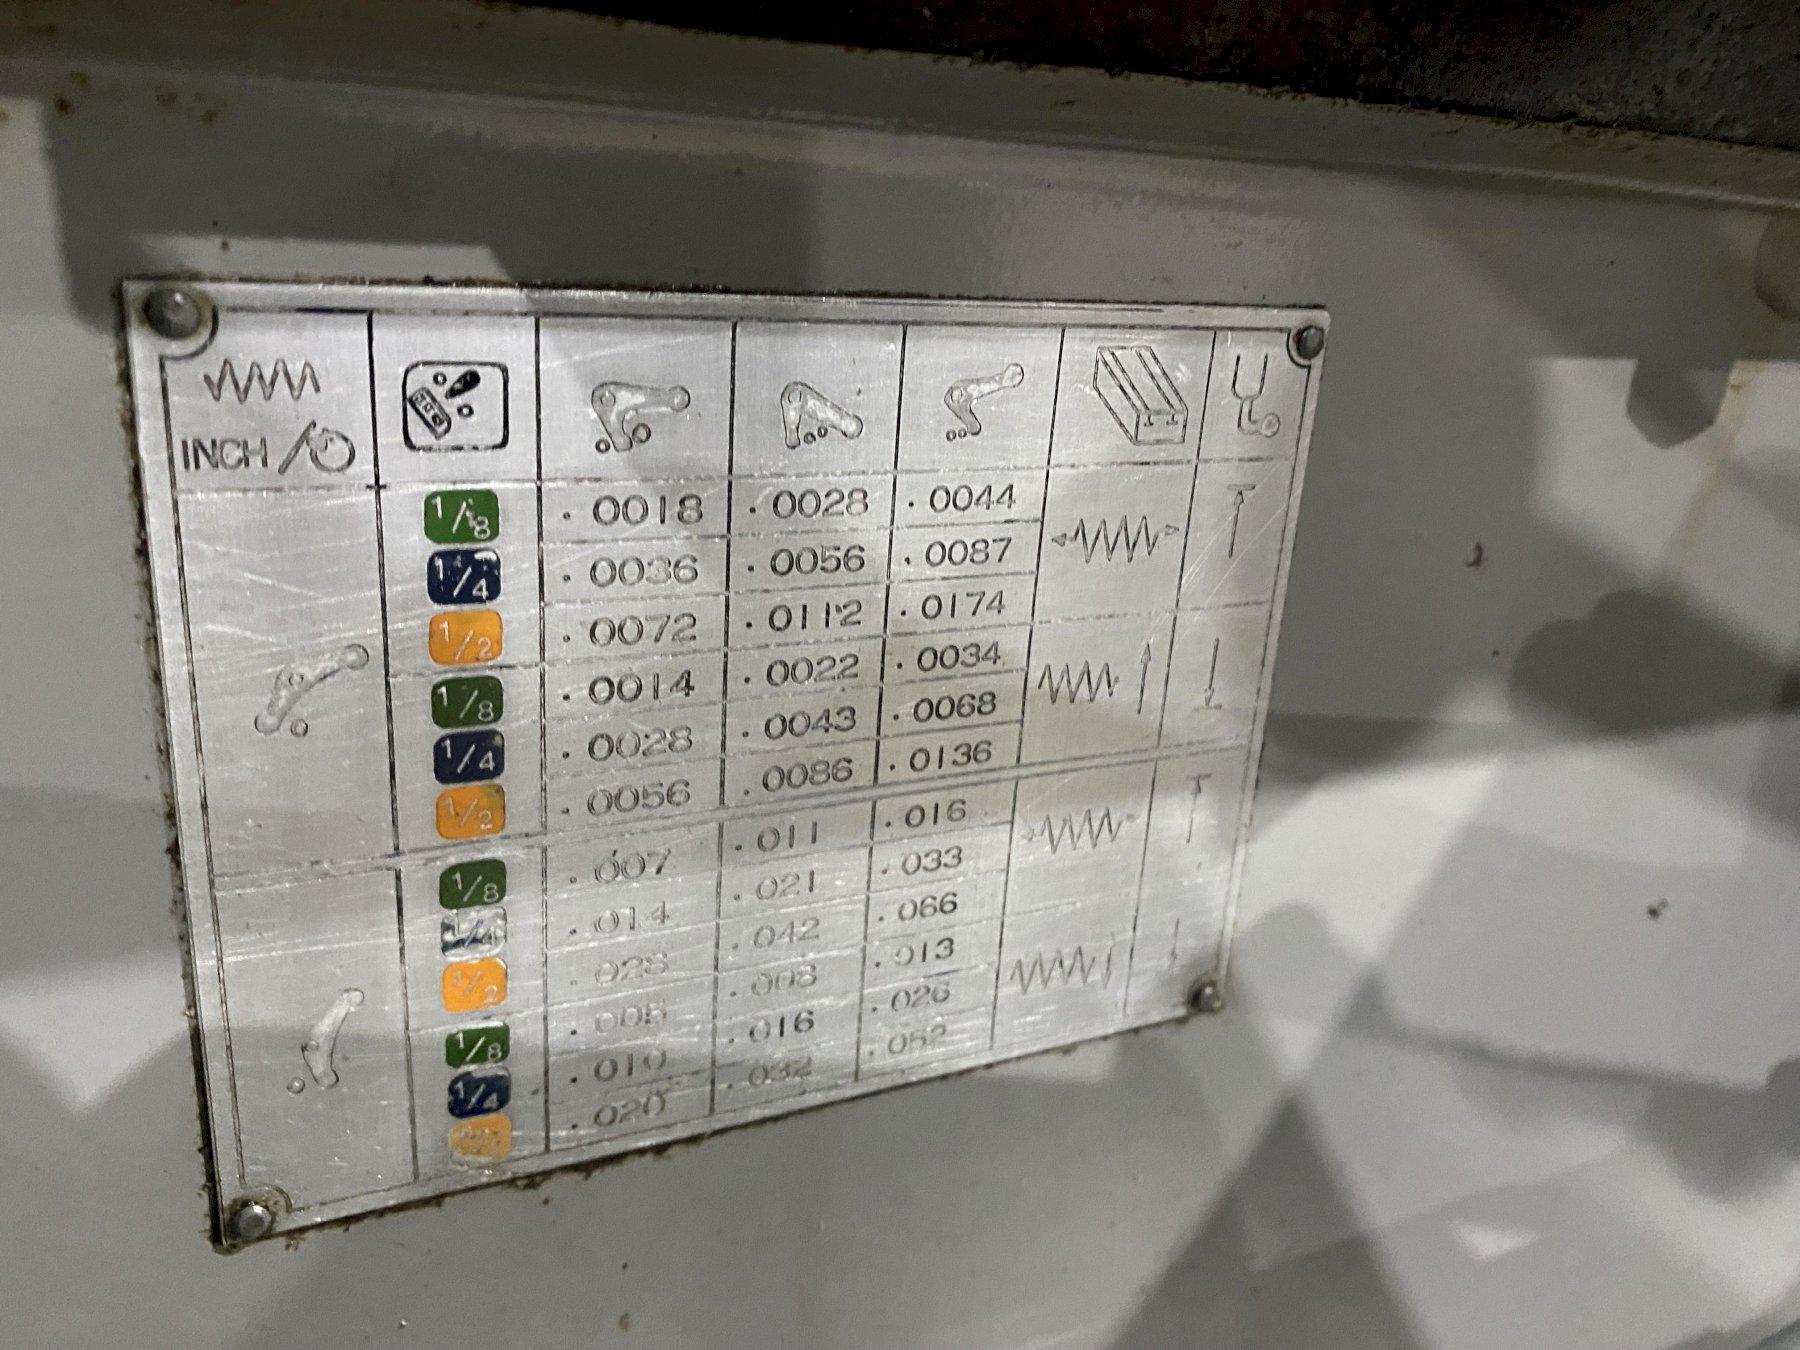 INCH /
1/8 .0018 .0028 .0044
1/4 .0036 .0056 .0087
1/2 .0072 .0112 .0174
1/8 .0014 .0022 .0034
1/4 .0028 .0043 .0068
1/2 .0056 .0086 .0136
1/8 .007 .011 .016
1/4 .014 .021 .033
1/2 .028 .042 .066
1/8 .005 .008 .013
1/4 .010 .016 .026
.020 .032 .052